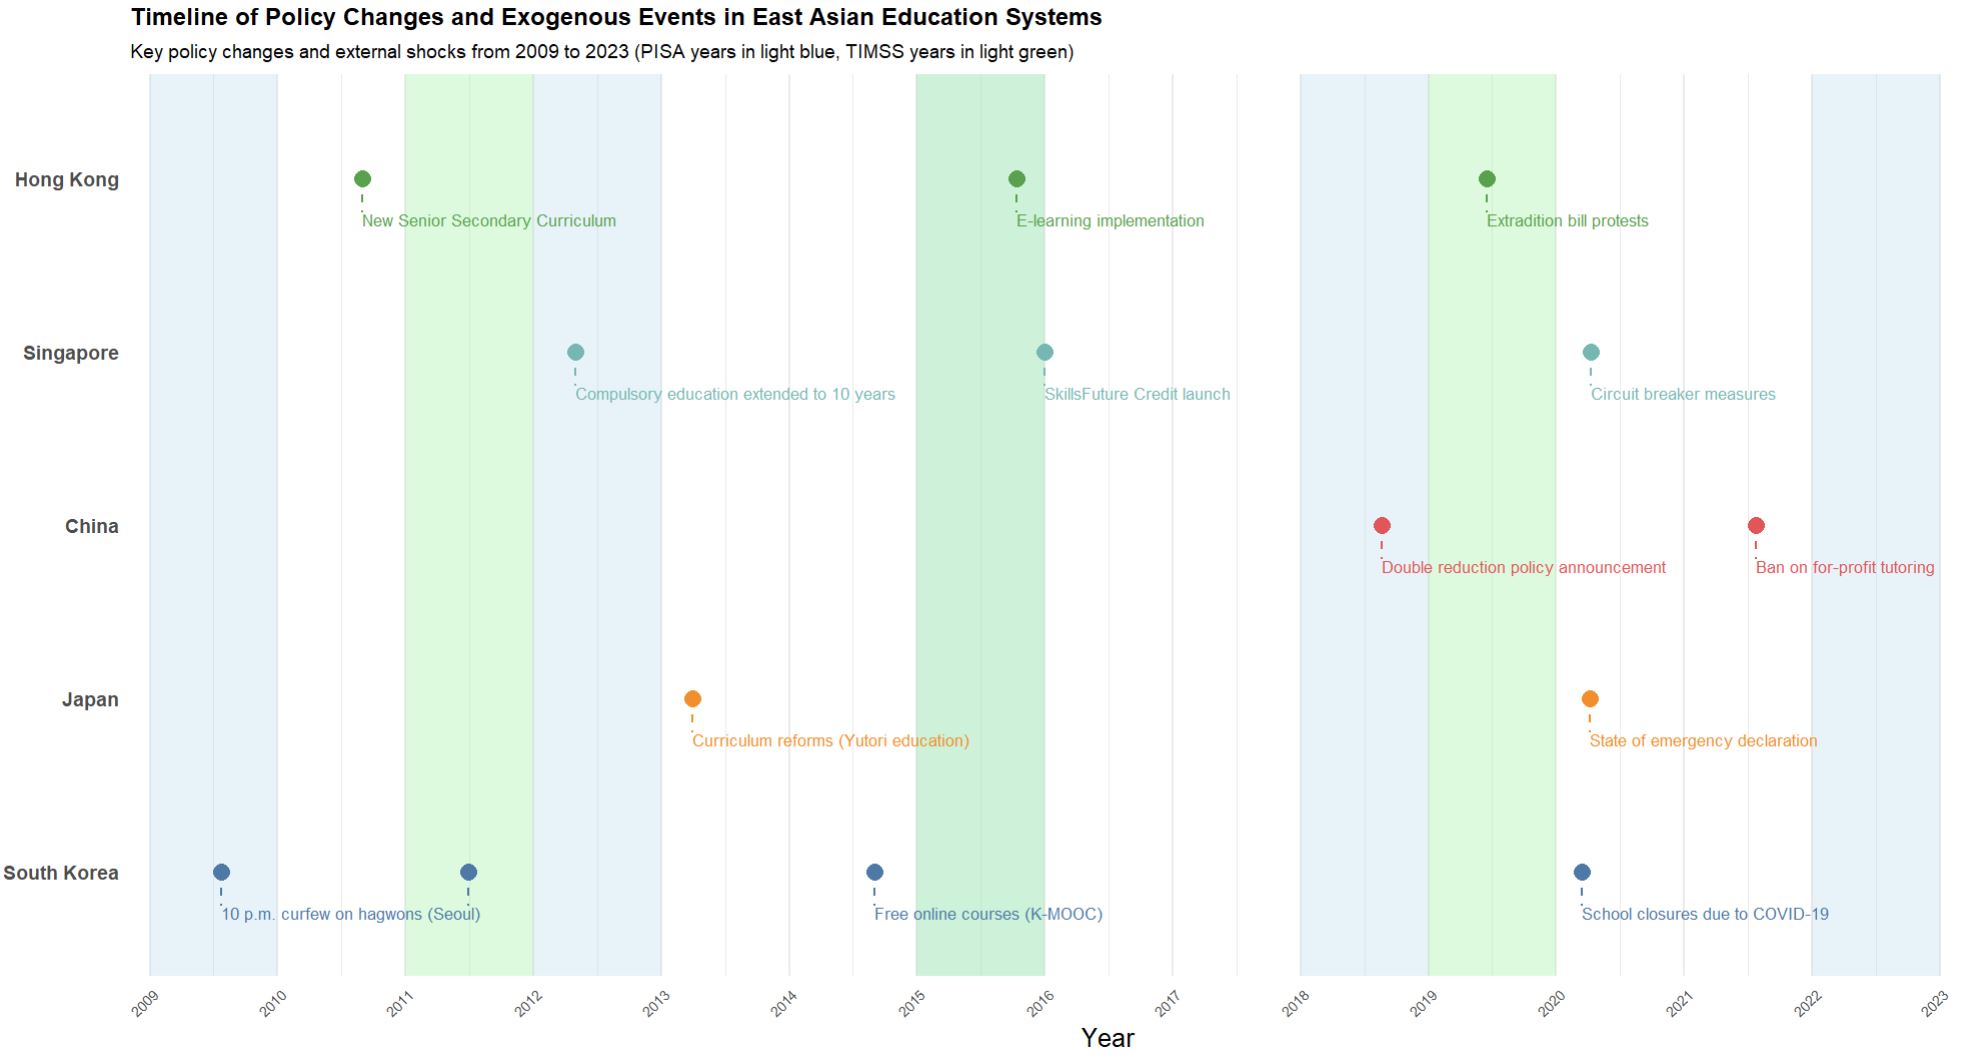 Timeline of Policy Changes and Exogenous Events in East Asian Education Systems
Key policy changes and external shocks from 2009 to 2023 (PISA years in light blue, TIMSS years in light green)
Hong Kong
New Senior Secondary Curriculum
E-learning implementation
Extradition bill protests
Singapore
Compulsory education extended to 10 years
SkillsFuture Credit launch
Circuit breaker measures
China
Double reduction policy announcement
Ban on for-profit tutoring
Japan
Curriculum reforms (Yutori education)
State of emergency declaration
South Korea
10 p.m. curfew on hagwons (Seoul)
Free online courses (K-MOOC)
School closures due to COVID-19
2009 2010 2011 2012 2013 2014 2015 2016 2017 2018 2019 2020 2021 2022 2023
Year